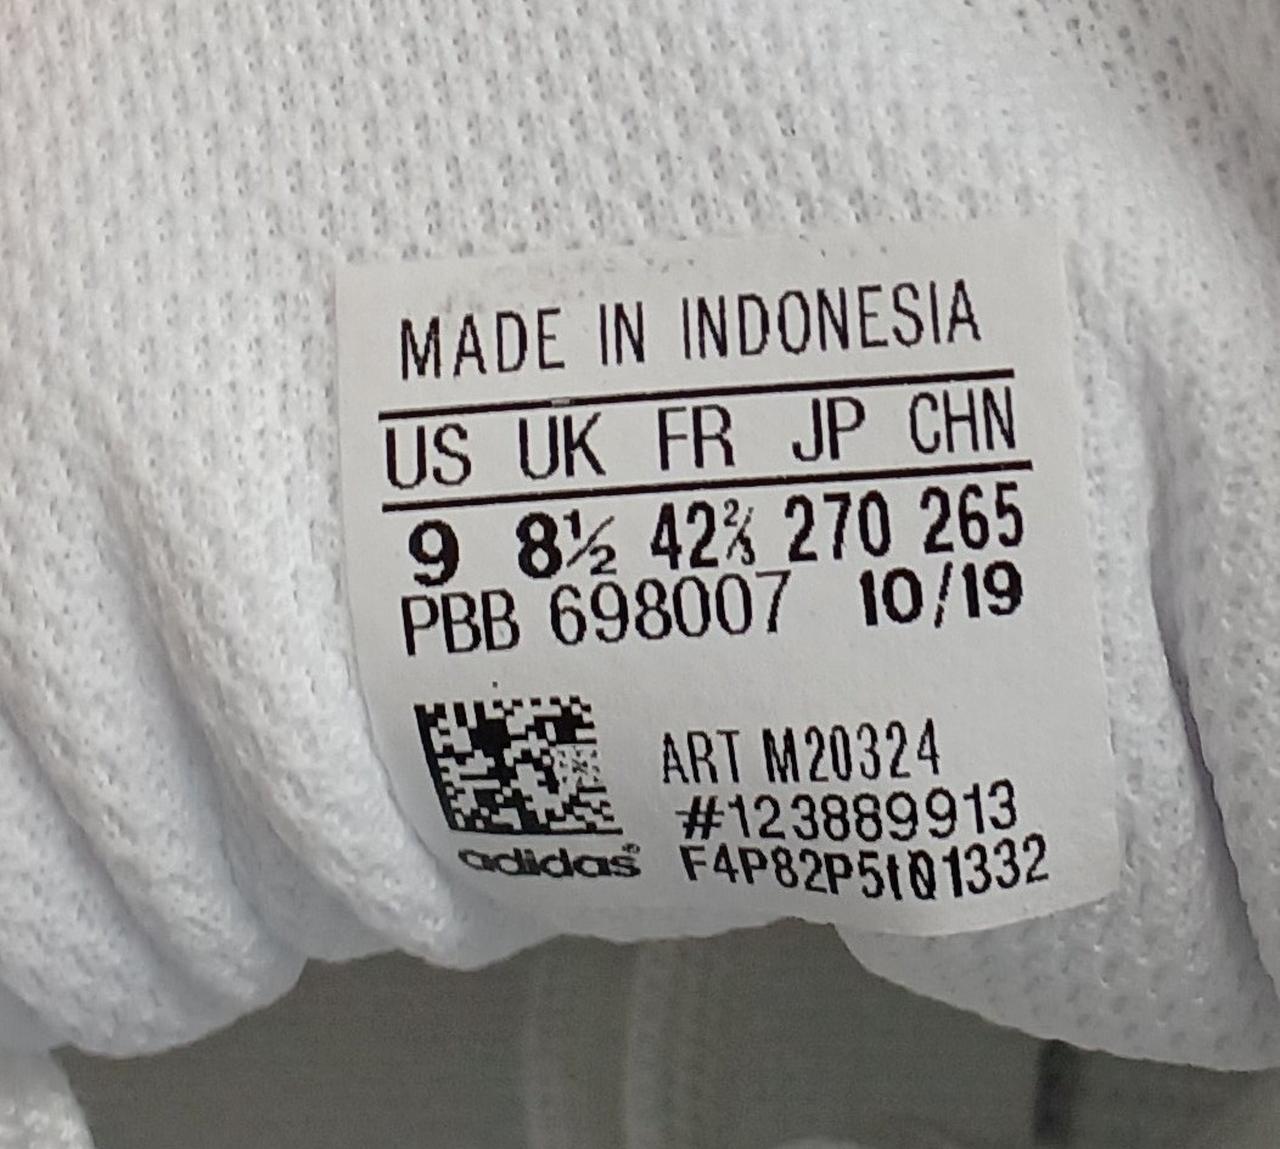 MADE IN INDONESIA
US UK FR JP CHN
9 8½ 42⅔ 270 265
PBB 698007 10/19
ART M20324
#123889913
adidas®
F4P82P5t01332